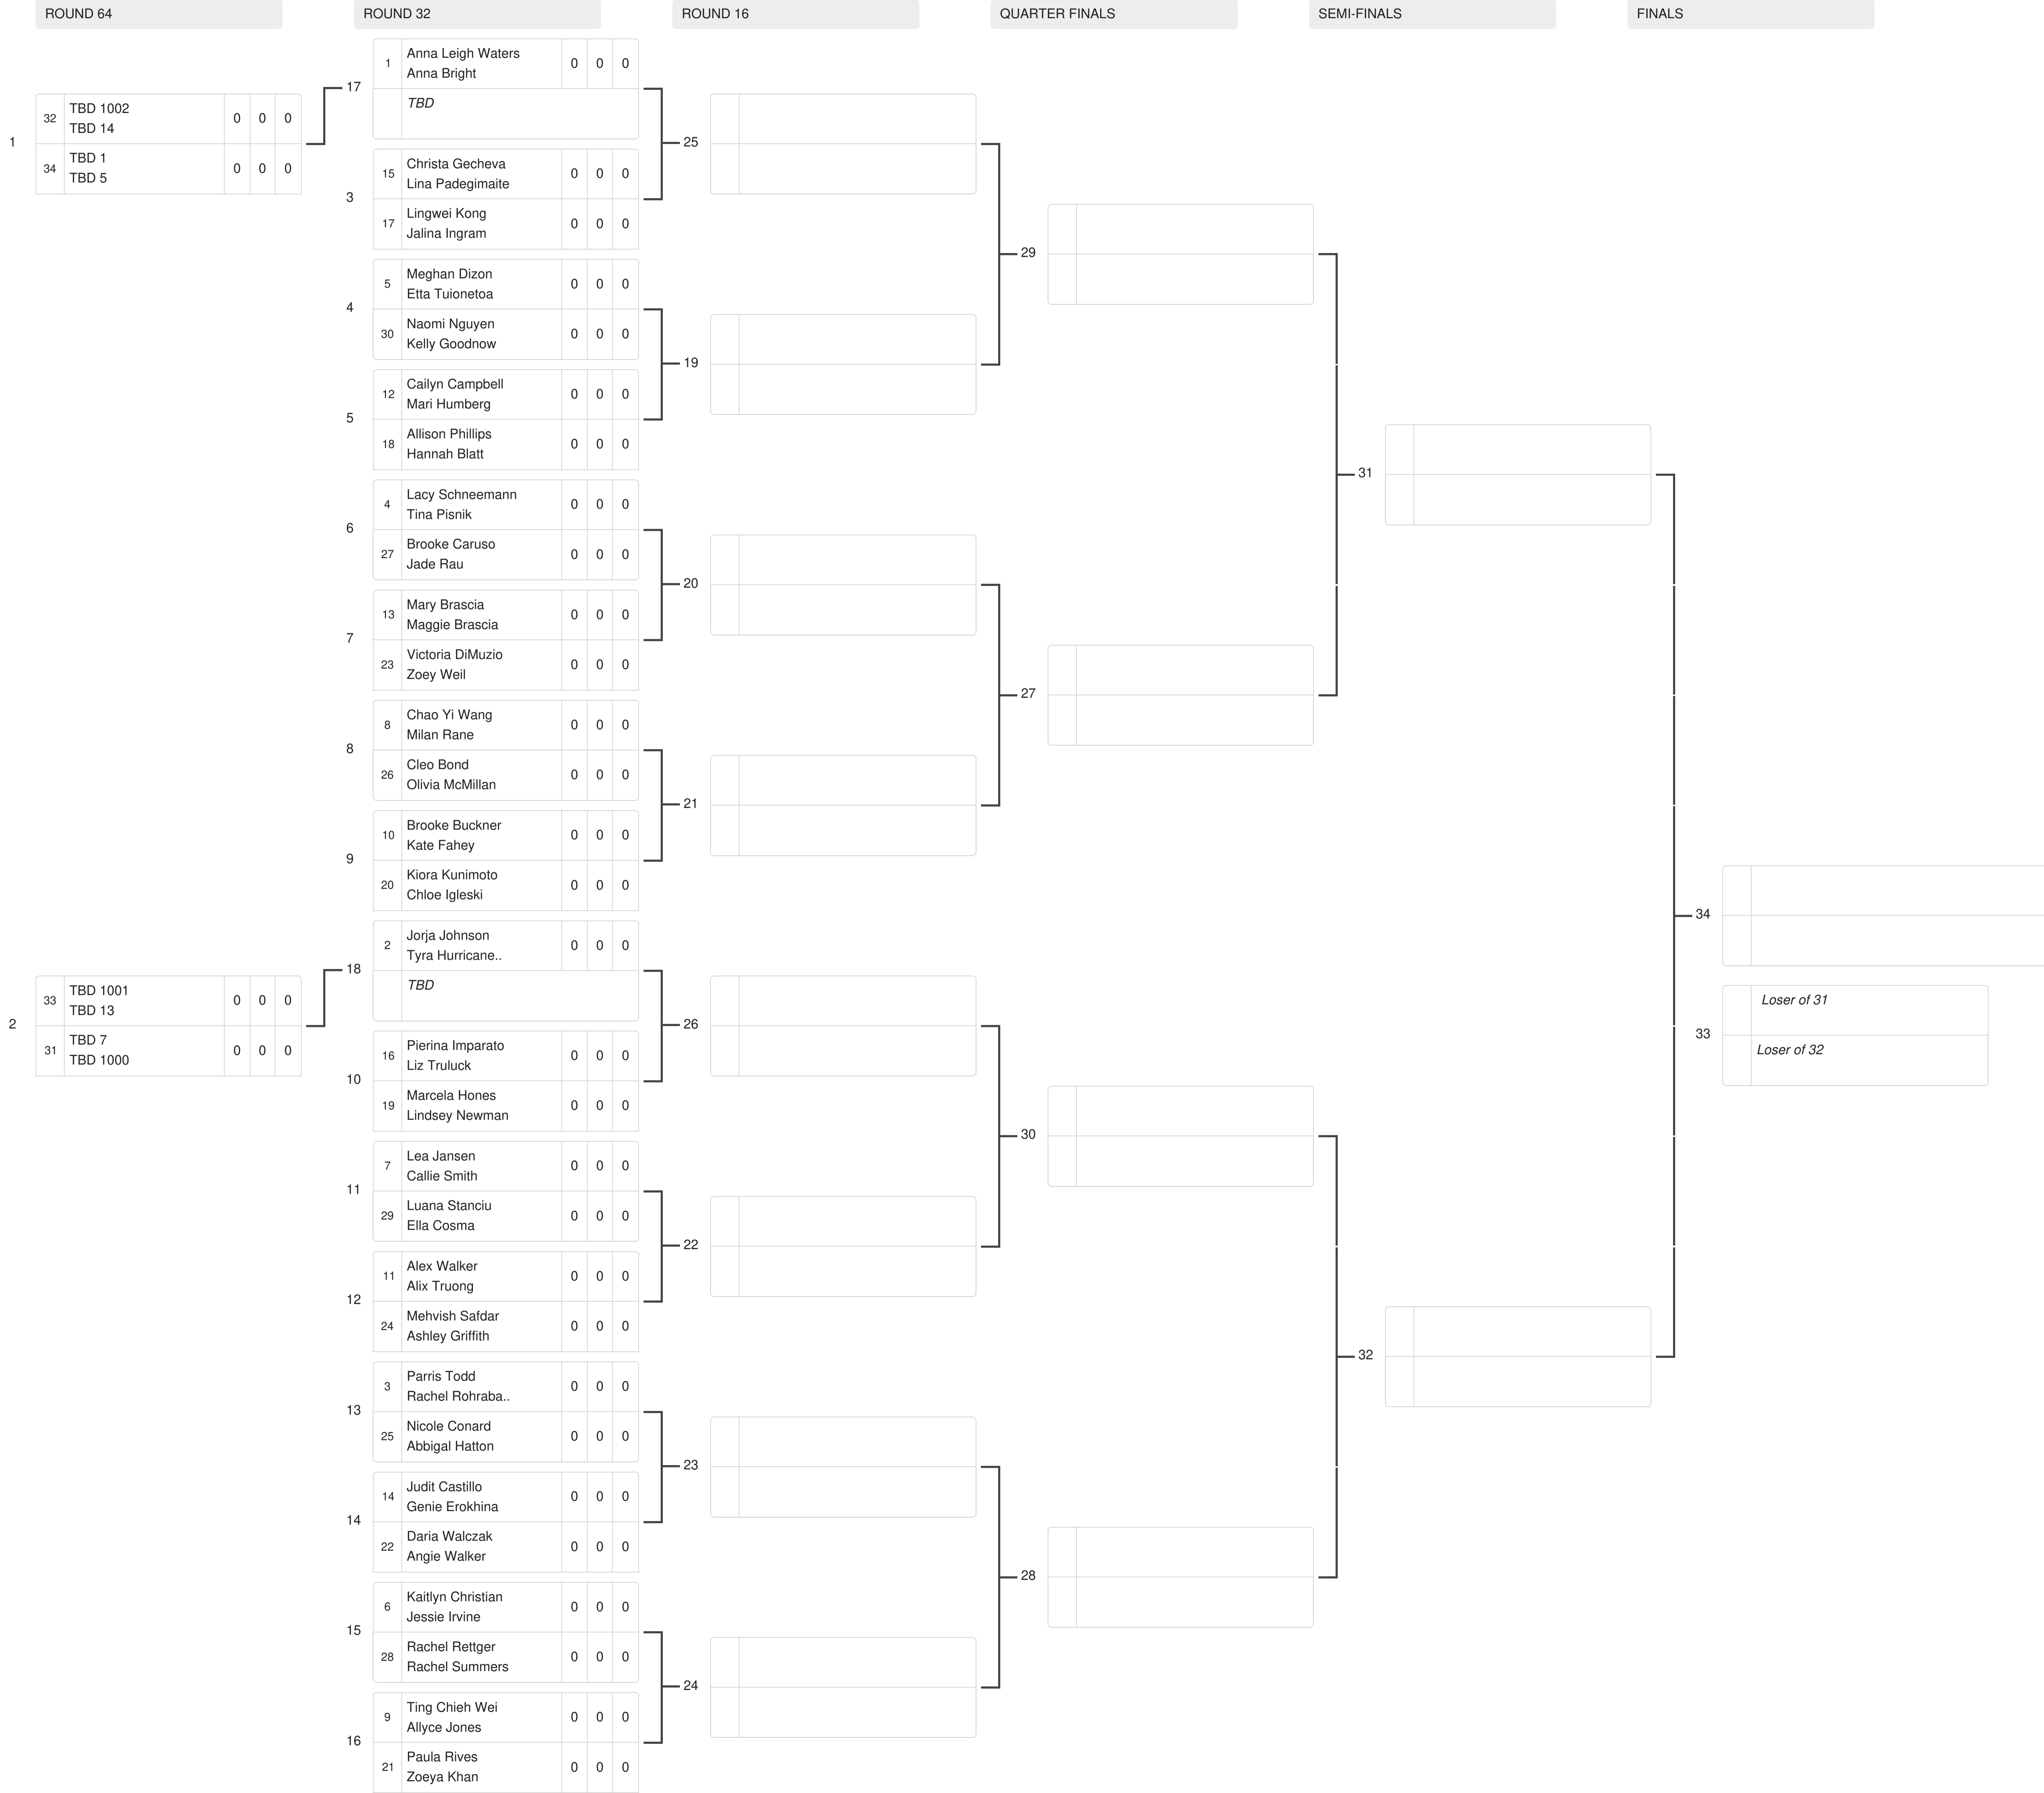 ROUND 64
ROUND 32
ROUND 16
QUARTER FINALS
SEMI-FINALS
FINALS
1
32
TBD 1002
TBD 14
0 0 0
34
TBD 1
TBD 5
0 0 0
2
33
TBD 1001
TBD 13
0 0 0
31
TBD 7
TBD 1000
0 0 0
17
1
Anna Leigh Waters
Anna Bright
0 0 0
TBD
3
15
Christa Gecheva
Lina Padegimaite
0 0 0
17
Lingwei Kong
Jalina Ingram
0 0 0
4
5
Meghan Dizon
Etta Tuionetoa
0 0 0
30
Naomi Nguyen
Kelly Goodnow
0 0 0
5
12
Cailyn Campbell
Mari Humberg
0 0 0
18
Allison Phillips
Hannah Blatt
0 0 0
6
4
Lacy Schneemann
Tina Pisnik
0 0 0
27
Brooke Caruso
Jade Rau
0 0 0
7
13
Mary Brascia
Maggie Brascia
0 0 0
23
Victoria DiMuzio
Zoey Weil
0 0 0
8
8
Chao Yi Wang
Milan Rane
0 0 0
26
Cleo Bond
Olivia McMillan
0 0 0
9
10
Brooke Buckner
Kate Fahey
0 0 0
20
Kiora Kunimoto
Chloe Igleski
0 0 0
18
2
Jorja Johnson
Tyra Hurricane..
0 0 0
TBD
10
16
Pierina Imparato
Liz Truluck
0 0 0
19
Marcela Hones
Lindsey Newman
0 0 0
11
7
Lea Jansen
Callie Smith
0 0 0
29
Luana Stanciu
Ella Cosma
0 0 0
12
11
Alex Walker
Alix Truong
0 0 0
24
Mehvish Safdar
Ashley Griffith
0 0 0
13
3
Parris Todd
Rachel Rohraba..
0 0 0
25
Nicole Conard
Abbigal Hatton
0 0 0
14
14
Judit Castillo
Genie Erokhina
0 0 0
22
Daria Walczak
Angie Walker
0 0 0
15
6
Kaitlyn Christian
Jessie Irvine
0 0 0
28
Rachel Rettger
Rachel Summers
0 0 0
16
9
Ting Chieh Wei
Allyce Jones
0 0 0
21
Paula Rives
Zoeya Khan
0 0 0
25
19
20
21
26
22
23
24
29
27
30
28
31
32
34
33
Loser of 31
Loser of 32